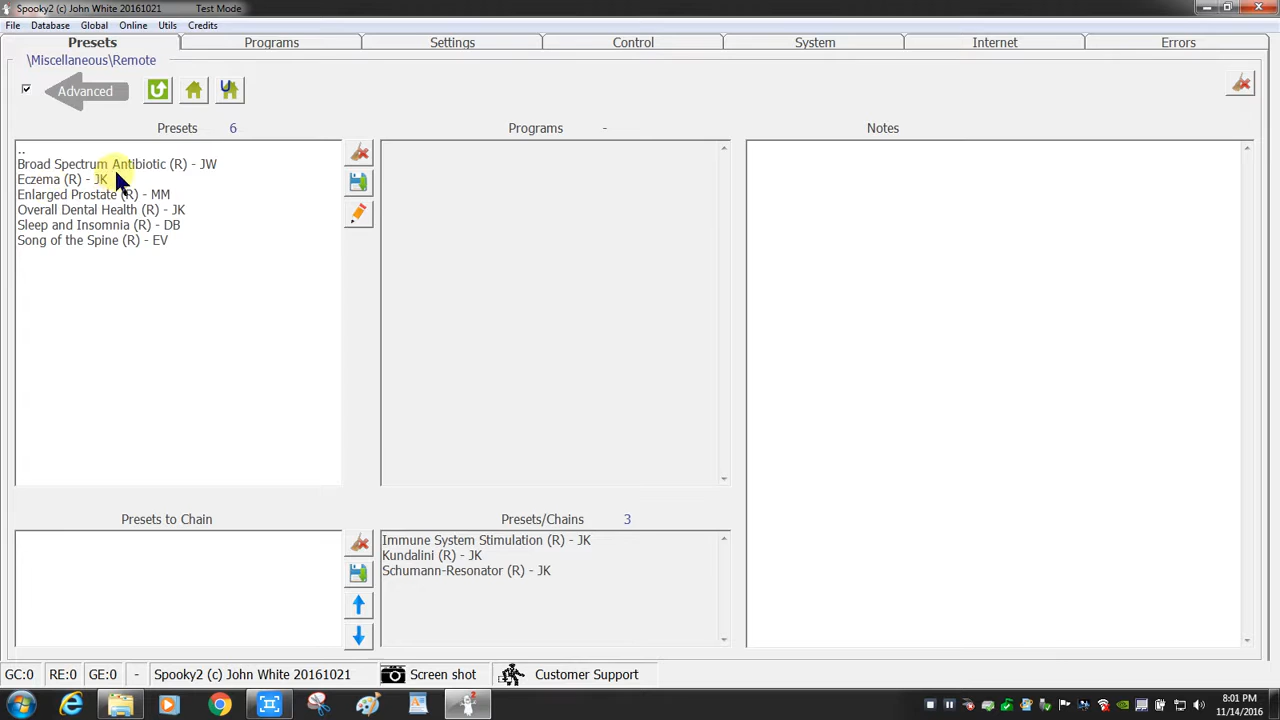 Spooky2 (c) John White 20161021 Test Mode
File Database Global Online Utils Credits
Presets Programs Settings Control System Internet Errors
\Miscellaneous\Remote
Advanced
Presets 6 Programs - Notes
..
Broad Spectrum Antibiotic (R) - JW
Eczema (R) - JK
Enlarged Prostate (R) - MM
Overall Dental Health (R) - JK
Sleep and Insomnia (R) - DB
Song of the Spine (R) - EV
Presets to Chain Presets/Chains 3
Immune System Stimulation (R) - JK
Kundalini (R) - JK
Schumann-Resonator (R) - JK
GC:0 RE:0 GE:0 - Spooky2 (c) John White 20161021 Screen shot Customer Support
8:01 PM
11/14/2016